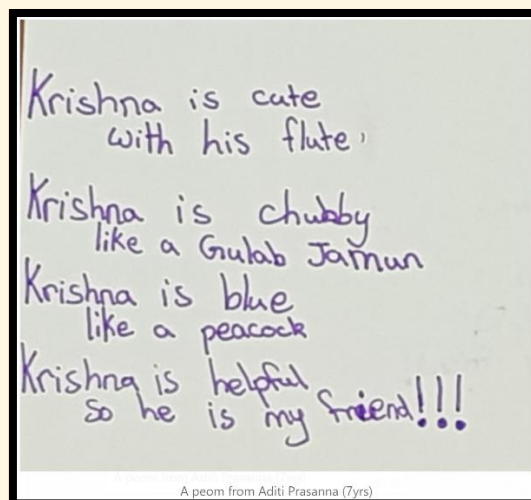 Krishna is cute
with his flute,
Krishna is chubby
like a Gulab Jamun
Krishna is blue
like a peacock
Krishna is helpful
so he is my friend!!!
A peom from Aditi Prasanna (7yrs)